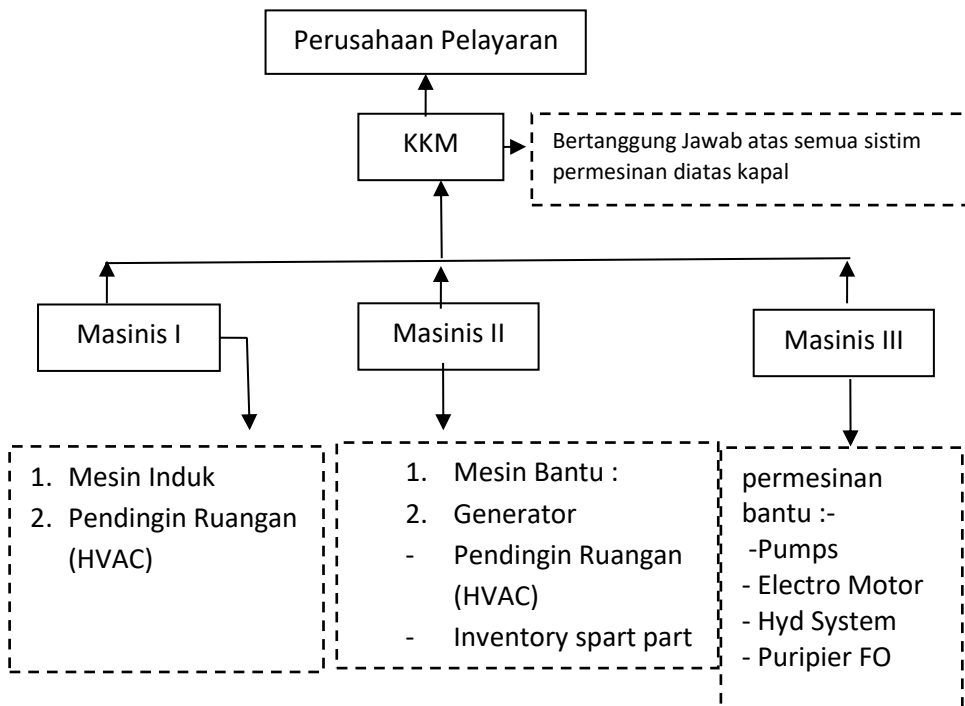 Perusahaan Pelayaran
KKM
Bertanggung Jawab atas semua sistim
permesinan diatas kapal
Masinis I
Masinis II
Masinis III
1. Mesin Induk
2. Pendingin Ruangan
(HVAC)
1. Mesin Bantu :
2. Generator
- Pendingin Ruangan
(HVAC)
- Inventory spart part
permesinan
bantu :-
-Pumps
- Electro Motor
- Hyd System
- Puripier FO